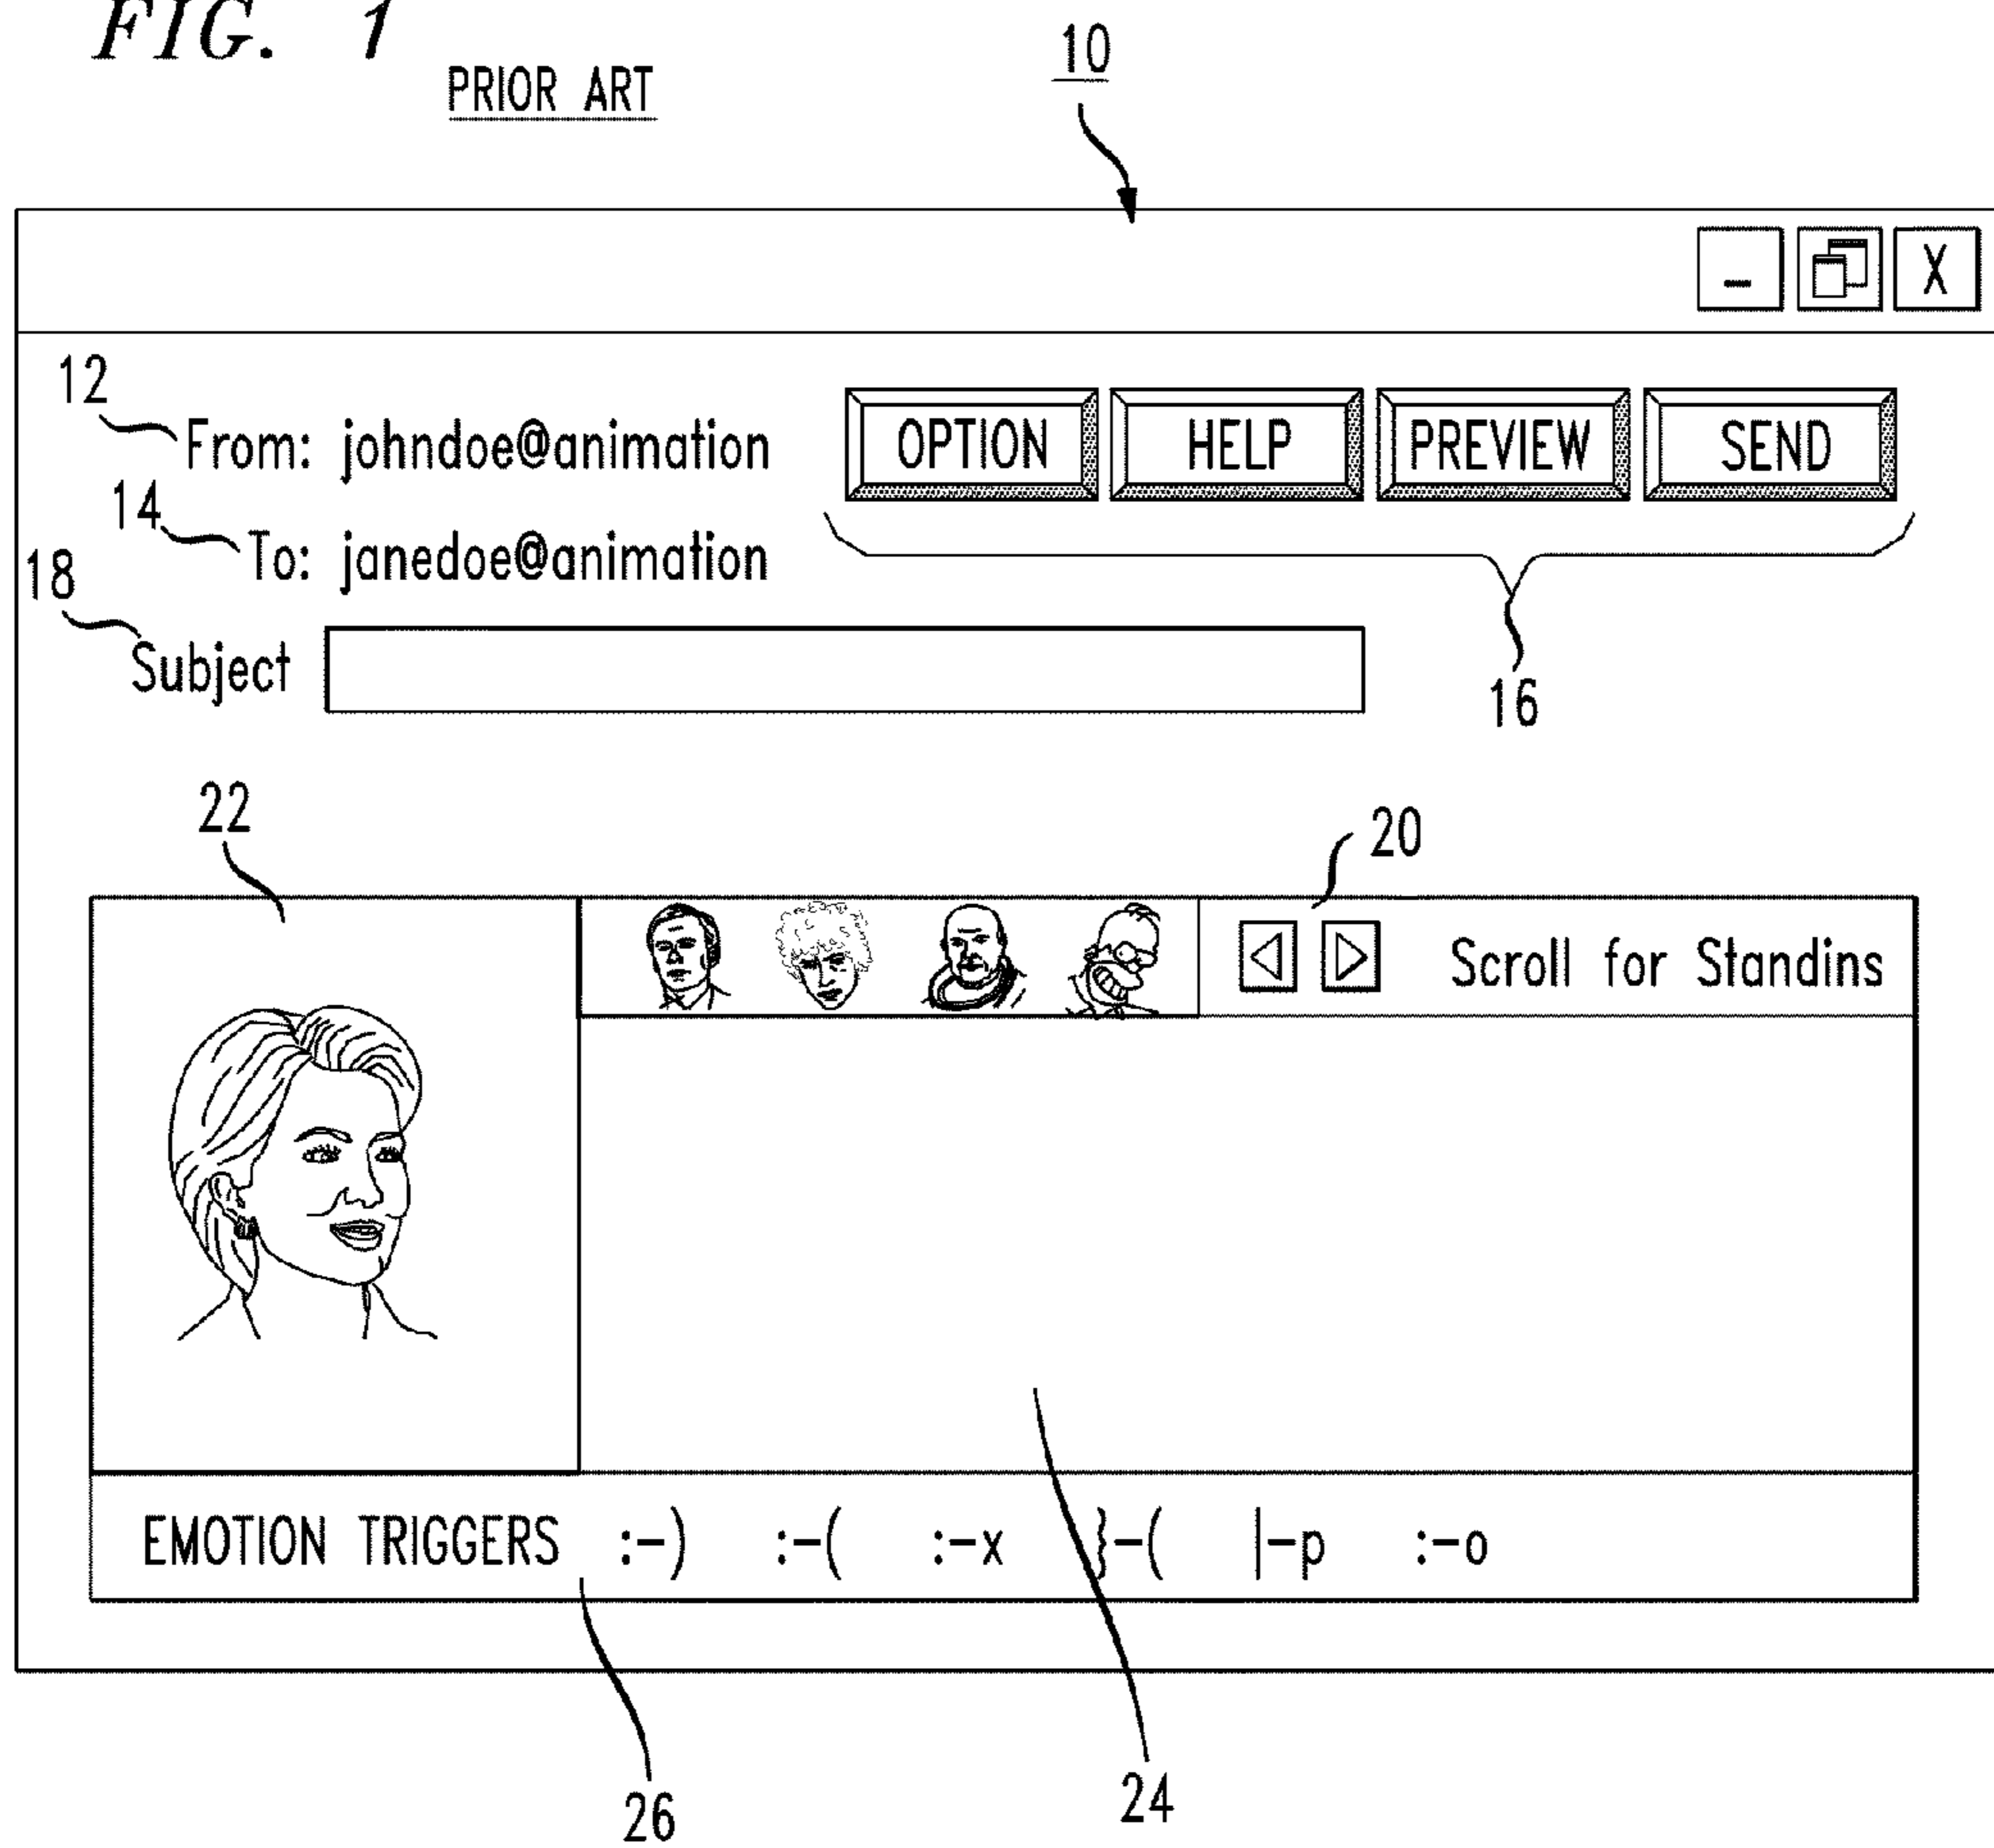 FIG. 1
PRIOR ART
10
X
12
From: johndoe@animation
OPTION
HELP
PREVIEW
SEND
14
To: janedoe@animation
18
Subject
16
22
20
Scroll for Standins
EMOTION TRIGGERS :-) :-( :-x }-( |-p :-o
24
26